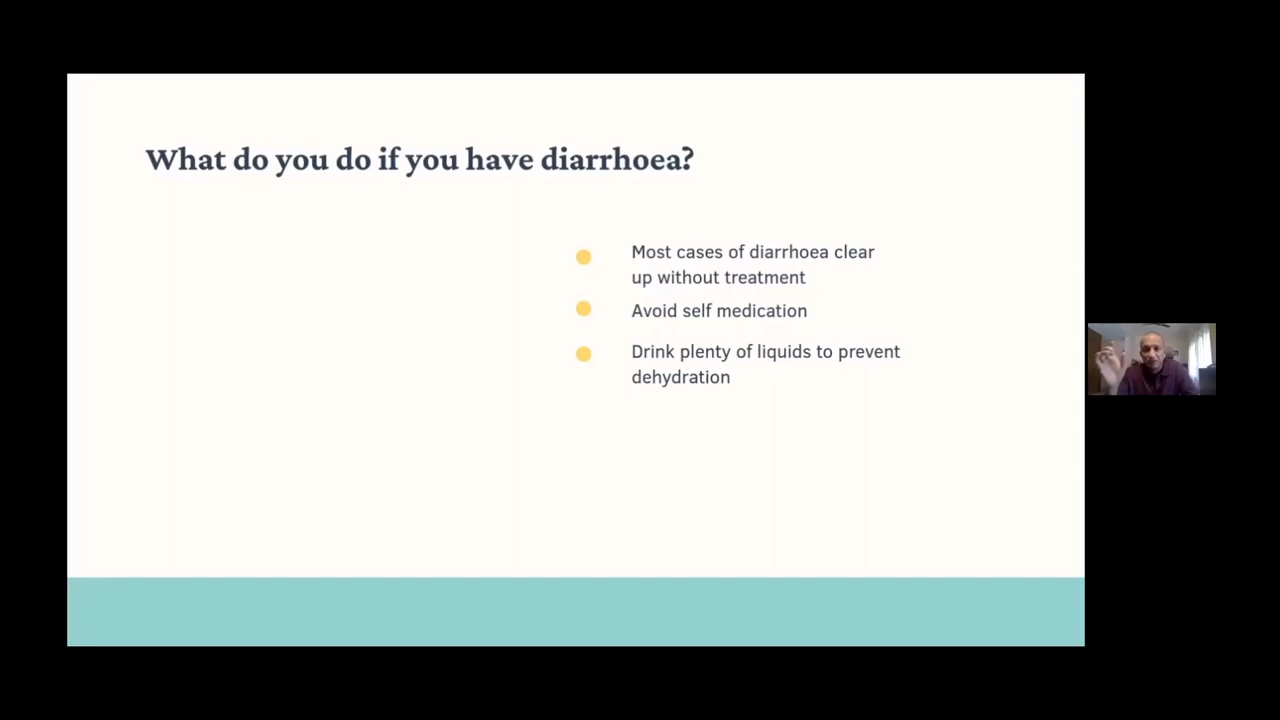 What do you do if you have diarrhoea?
Most cases of diarrhoea clear
up without treatment
Avoid self medication
Drink plenty of liquids to prevent
dehydration